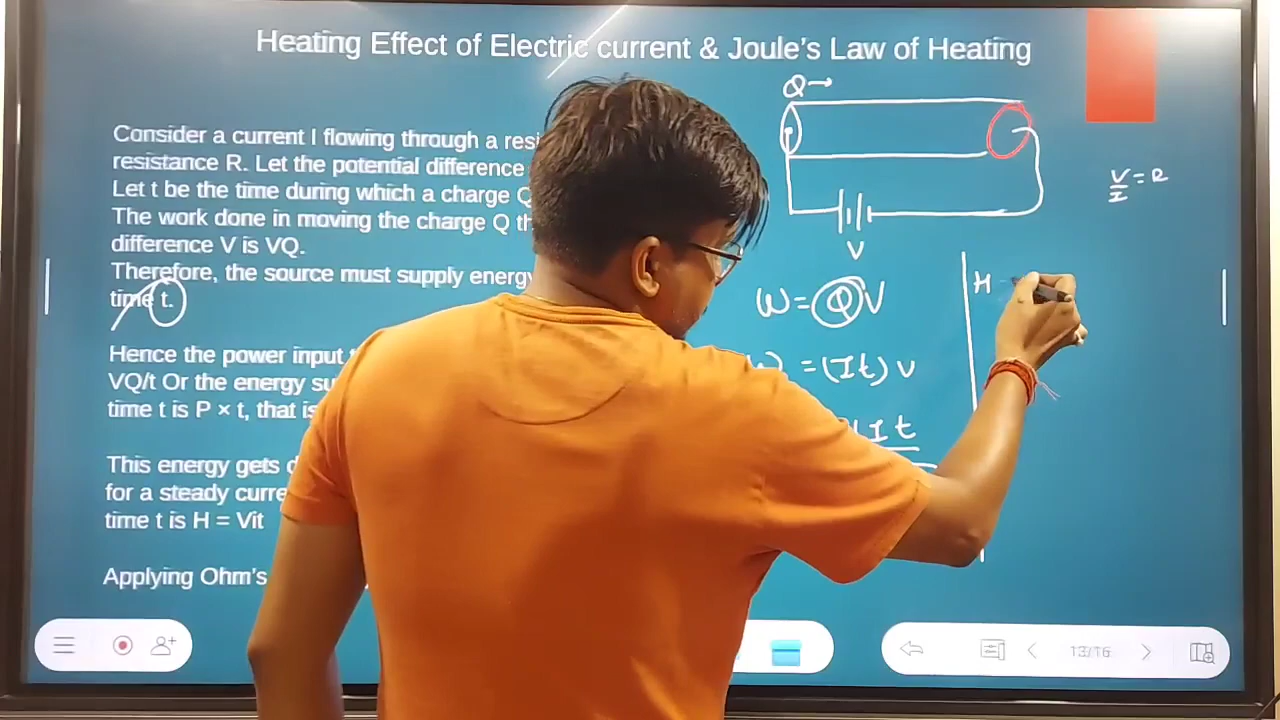 Heating Effect of Electric current & Joule's Law of Heating
Consider a current I flowing through a resi
resistance R. Let the potential difference
Let t be the time during which a charge Q
The work done in moving the charge Q th
difference V is VQ.
Therefore, the source must supply energy
time t.
Hence the power input
VQ/t Or the energy su
time t is P × t, that is
This energy gets d
for a steady curre
time t is H = Vit
Applying Ohm's
Q→
V
V/I = R
W = QV
W = (It) V
VIt
H
13/16